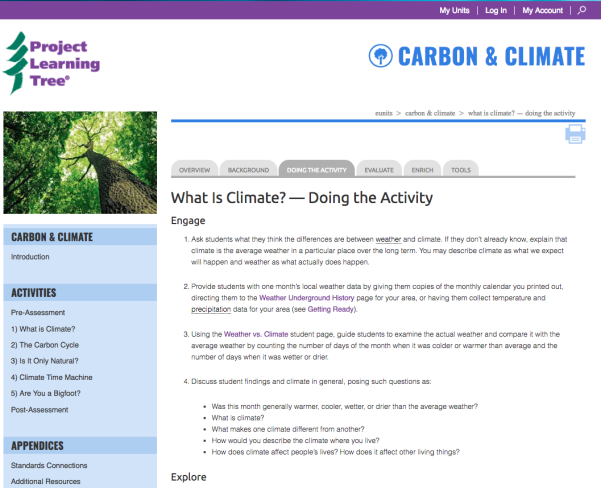 My Units | Log In | My Account |
Project
Learning
Tree®
CARBON & CLIMATE
eunits > carbon & climate > what is climate? — doing the activity
OVERVIEW
BACKGROUND
DOING THE ACTIVITY
EVALUATE
ENRICH
TOOLS
What Is Climate? — Doing the Activity
Engage
1. Ask students what they think the differences are between weather and climate. If they don't already know, explain that
climate is the average weather in a particular place over the long term. You may describe climate as what we expect
will happen and weather as what actually does happen.
2. Provide students with one month's local weather data by giving them copies of the monthly calendar you printed out,
directing them to the Weather Underground History page for your area, or having them collect temperature and
precipitation data for your area (see Getting Ready).
3. Using the Weather vs. Climate student page, guide students to examine the actual weather and compare it with the
average weather by counting the number of days of the month when it was colder or warmer than average and the
number of days when it was wetter or drier.
4. Discuss student findings and climate in general, posing such questions as:
• Was this month generally warmer, cooler, wetter, or drier than the average weather?
• What is climate?
• What makes one climate different from another?
• How would you describe the climate where you live?
• How does climate affect people's lives? How does it affect other living things?
Explore
CARBON & CLIMATE
Introduction
ACTIVITIES
Pre-Assessment
1) What is Climate?
2) The Carbon Cycle
3) Is It Only Natural?
4) Climate Time Machine
5) Are You a Bigfoot?
Post-Assessment
APPENDICES
Standards Connections
Additional Resources